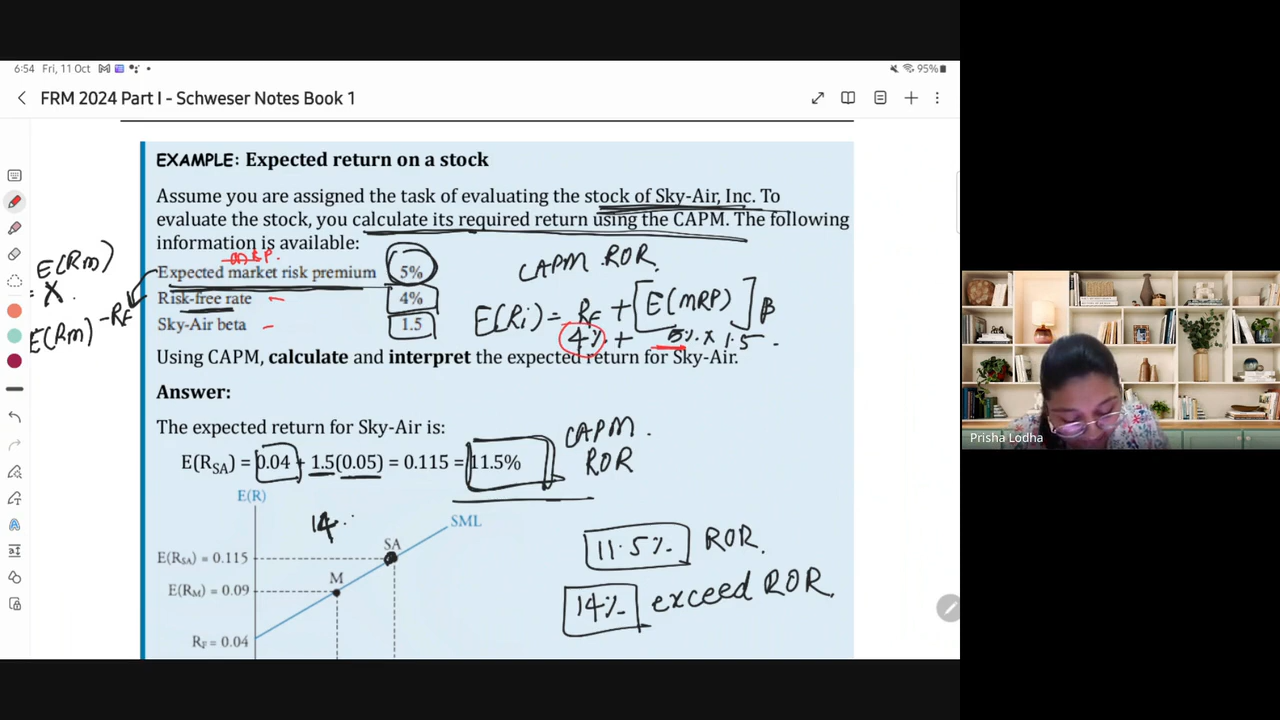 6:54 Fri, 11 Oct
95%
FRM 2024 Part I - Schweser Notes Book 1
EXAMPLE: Expected return on a stock
Assume you are assigned the task of evaluating the stock of Sky-Air, Inc. To
evaluate the stock, you calculate its required return using the CAPM. The following
information is available:
E(Rm)
Expected market risk premium 5%
CAPM ROR.
= X.
Risk-free rate 4%
E(Ri) = RF + [E(MRP)] β
E(Rm) - RF
Sky-Air beta 1.5
4% + 5% x 1.5
Using CAPM, calculate and interpret the expected return for Sky-Air.
Answer:
The expected return for Sky-Air is:
CAPM.
E(RSA) = 0.04 + 1.5(0.05) = 0.115 = 11.5%
ROR
E(R)
14.
SML
SA
E(RSA) = 0.115
11.5% ROR.
M
E(RM) = 0.09
14% exceed ROR.
RF = 0.04
Prisha Lodha